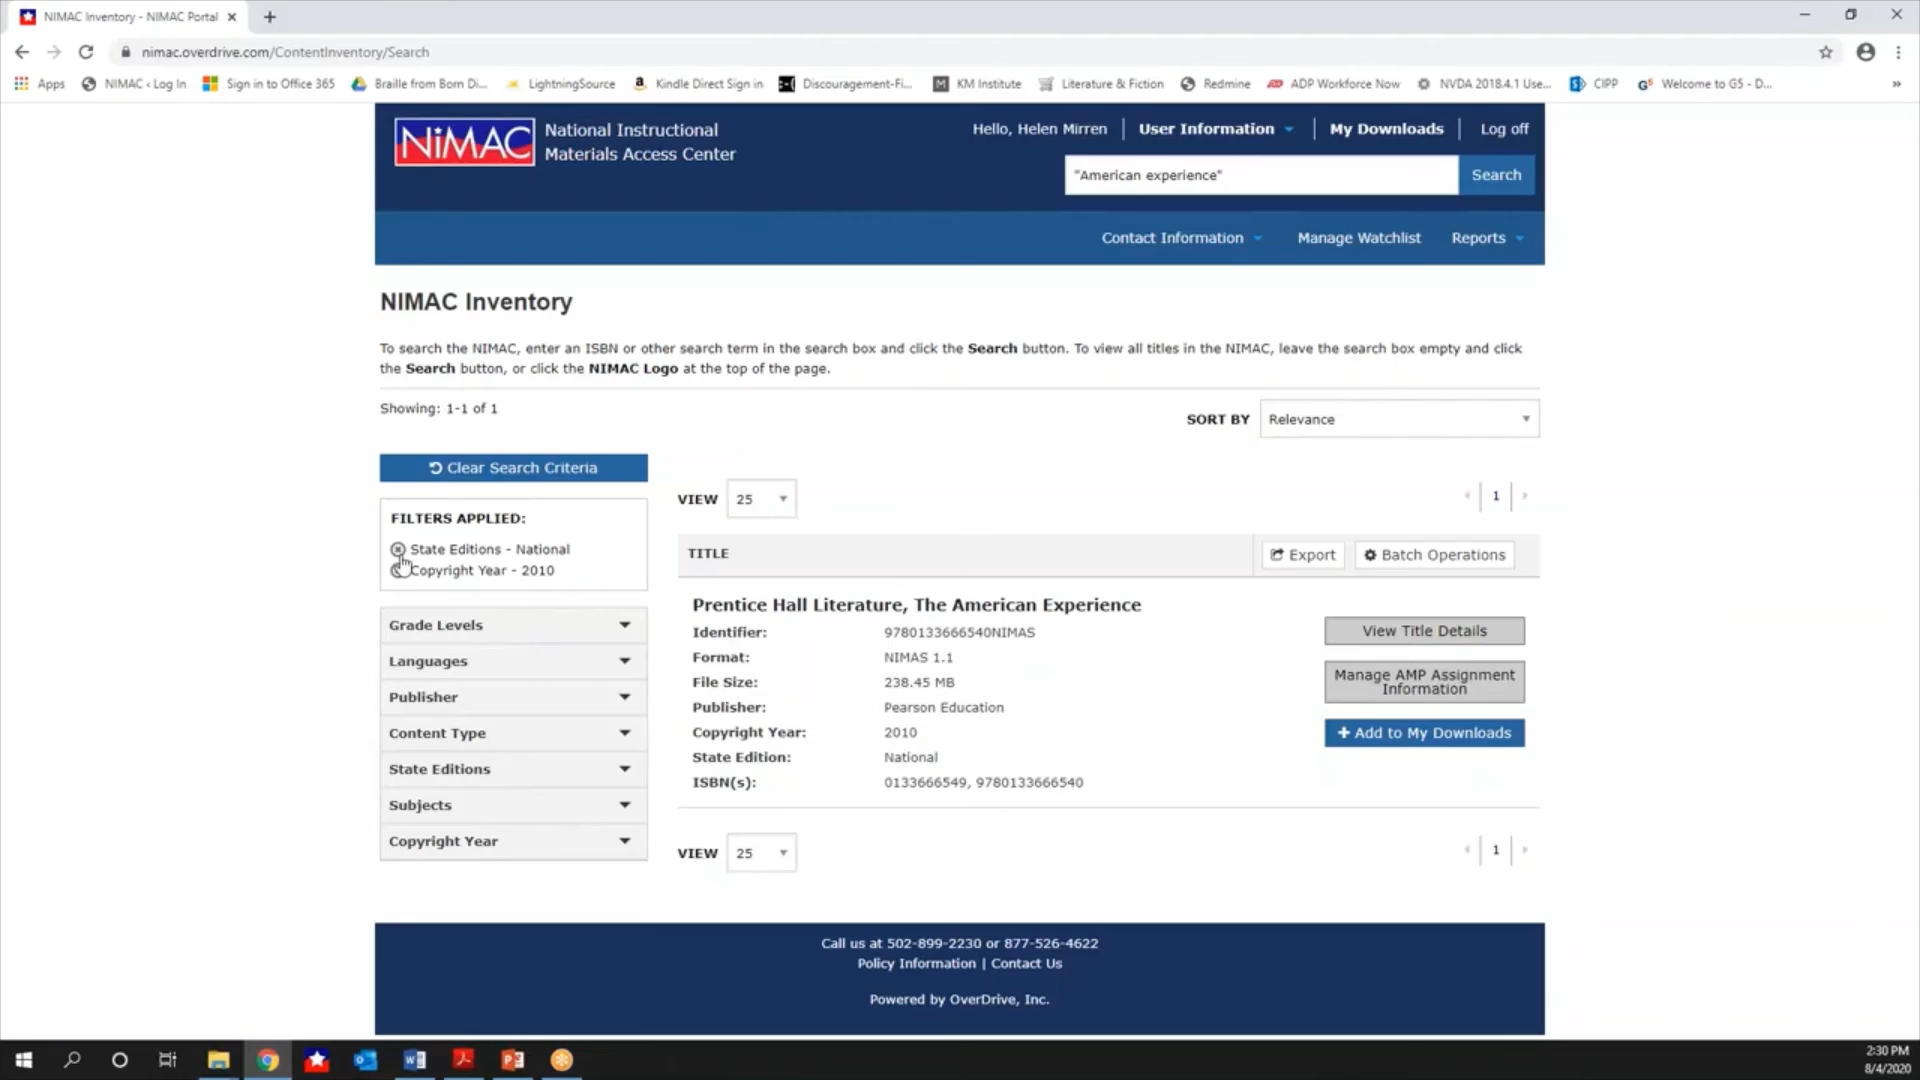 NIMAC Inventory - NIMAC Portal
nimac.overdrive.com/ContentInventory/Search
Apps
NIMAC < Log In
Sign in to Office 365
Braille from Born Di...
LightningSource
Kindle Direct Sign in
Discouragement-Fi...
KM Institute
Literature & Fiction
Redmine
ADP Workforce Now
NVDA 2018.4.1 Use...
CIPP
Welcome to G5 - D...
NIMAC
National Instructional
Materials Access Center
Hello, Helen Mirren
User Information
My Downloads
Log off
"American experience"
Search
Contact Information
Manage Watchlist
Reports
NIMAC Inventory
To search the NIMAC, enter an ISBN or other search term in the search box and click the Search button. To view all titles in the NIMAC, leave the search box empty and click
the Search button, or click the NIMAC Logo at the top of the page.
Showing: 1-1 of 1
SORT BY
Relevance
Clear Search Criteria
FILTERS APPLIED:
State Editions - National
Copyright Year - 2010
Grade Levels
Languages
Publisher
Content Type
State Editions
Subjects
Copyright Year
VIEW 25
1
TITLE
Export
Batch Operations
Prentice Hall Literature, The American Experience
Identifier: 9780133666540NIMAS
Format: NIMAS 1.1
File Size: 238.45 MB
Publisher: Pearson Education
Copyright Year: 2010
State Edition: National
ISBN(s): 0133666549, 9780133666540
View Title Details
Manage AMP Assignment
Information
Add to My Downloads
VIEW 25
1
Call us at 502-899-2230 or 877-526-4622
Policy Information | Contact Us
Powered by OverDrive, Inc.
2:30 PM
8/4/2020